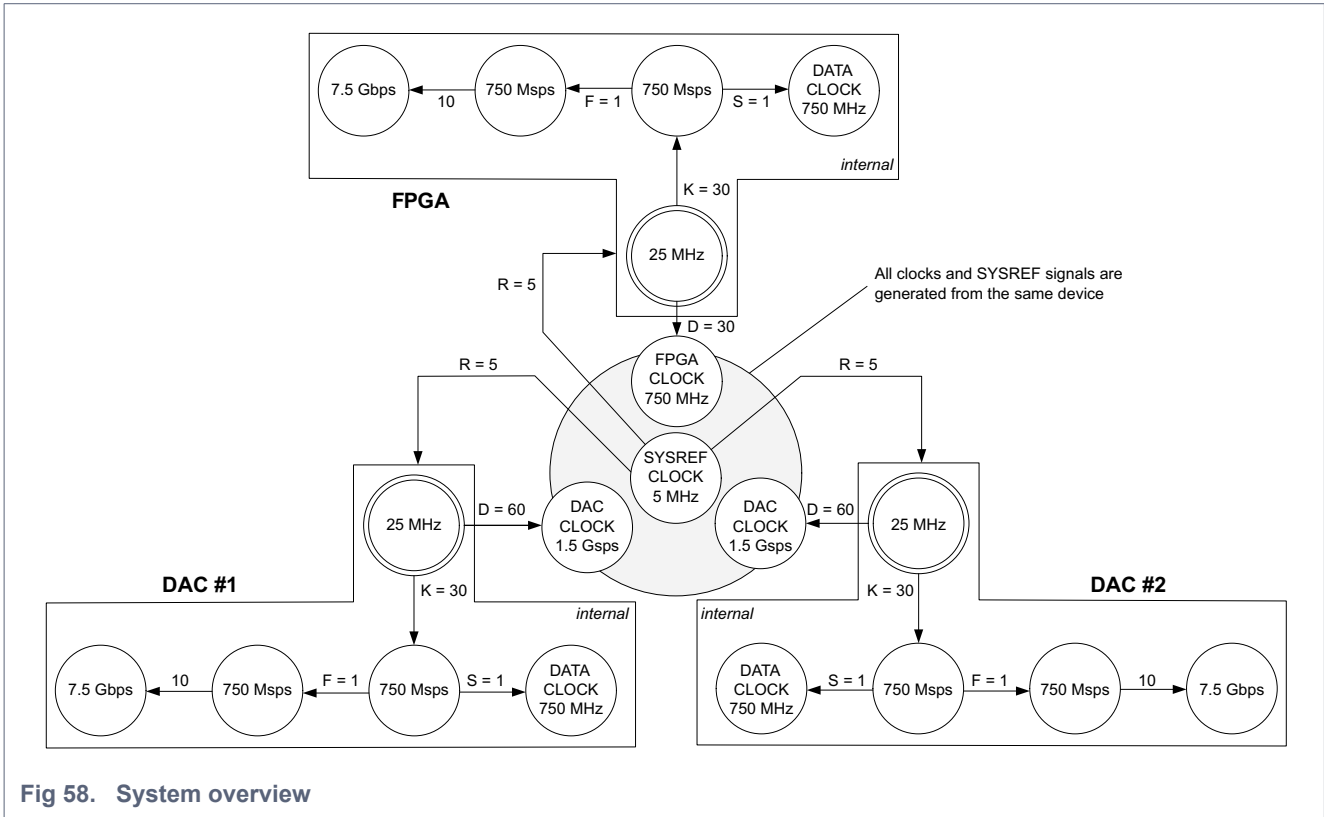 7.5 Gbps
10
750 Msps
F = 1
750 Msps
S = 1
DATA
CLOCK
750 MHz
internal
K = 30
FPGA
25 MHz
R = 5
All clocks and SYSREF signals are
generated from the same device
D = 30
R = 5
FPGA
CLOCK
750 MHz
R = 5
SYSREF
CLOCK
5 MHz
25 MHz
D = 60
DAC
CLOCK
1.5 Gsps
DAC
CLOCK
1.5 Gsps
D = 60
25 MHz
DAC #1
K = 30
internal
7.5 Gbps
10
750 Msps
F = 1
750 Msps
S = 1
DATA
CLOCK
750 MHz
DAC #2
K = 30
internal
DATA
CLOCK
750 MHz
S = 1
750 Msps
F = 1
750 Msps
10
7.5 Gbps
Fig 58. System overview